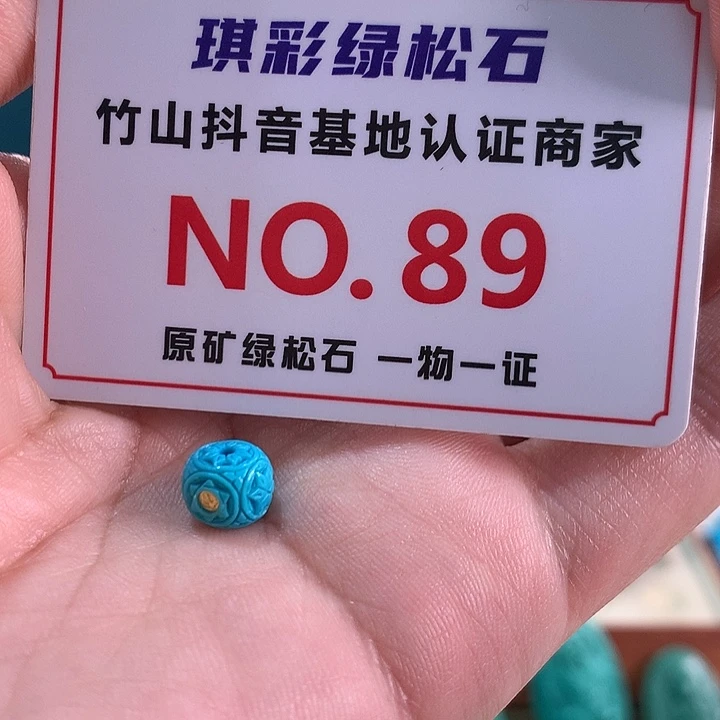 琪彩绿松石
竹山抖音基地认证商家
NO.89
原矿绿松石 一物一证